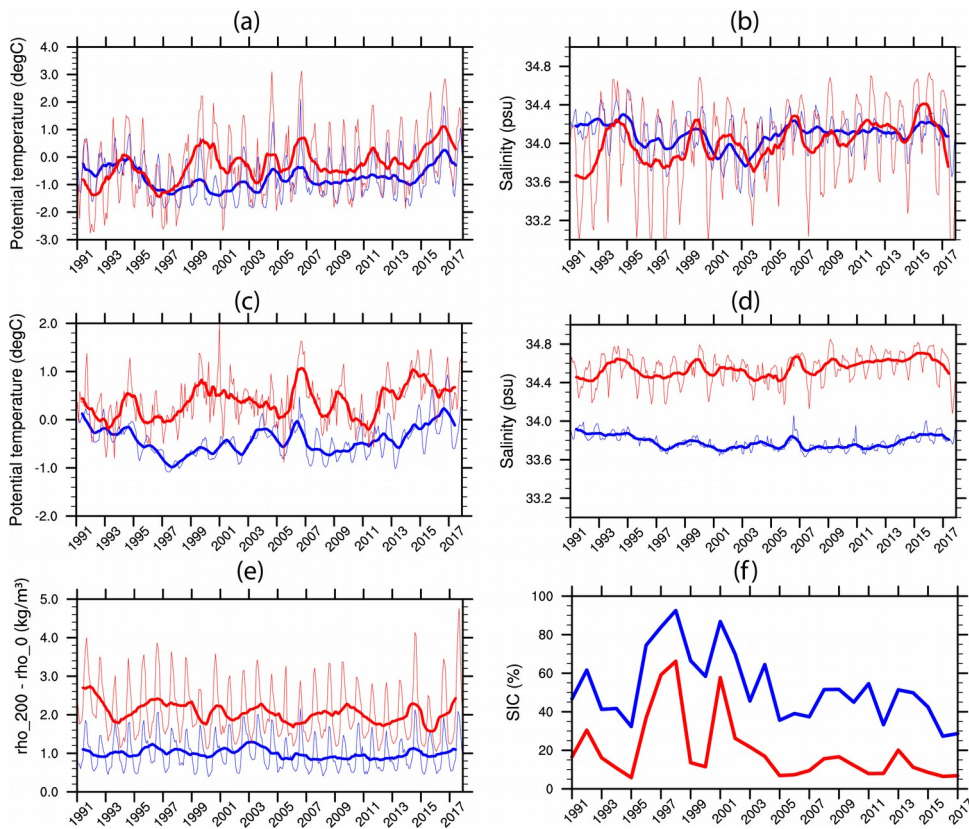 (a)
Potential temperature (degC)
4.0
3.0
2.0
1.0
0.0
-1.0
-2.0
-3.0
1991 1993 1995 1997 1999 2001 2003 2005 2007 2009 2011 2013 2015 2017
(b)
Salinity (psu)
34.8
34.4
34.0
33.6
33.2
1991 1993 1995 1997 1999 2001 2003 2005 2007 2009 2011 2013 2015 2017
(c)
Potential temperature (degC)
2.0
1.0
0.0
-1.0
-2.0
1991 1993 1995 1997 1999 2001 2003 2005 2007 2009 2011 2013 2015 2017
(d)
Salinity (psu)
34.8
34.4
34.0
33.6
33.2
1991 1993 1995 1997 1999 2001 2003 2005 2007 2009 2011 2013 2015 2017
(e)
rho_200 - rho_0 (kg/m³)
5.0
4.0
3.0
2.0
1.0
0.0
1991 1993 1995 1997 1999 2001 2003 2005 2007 2009 2011 2013 2015 2017
(f)
SIC (%)
100
80
60
40
20
0
1991 1993 1995 1997 1999 2001 2003 2005 2007 2009 2011 2013 2015 2017